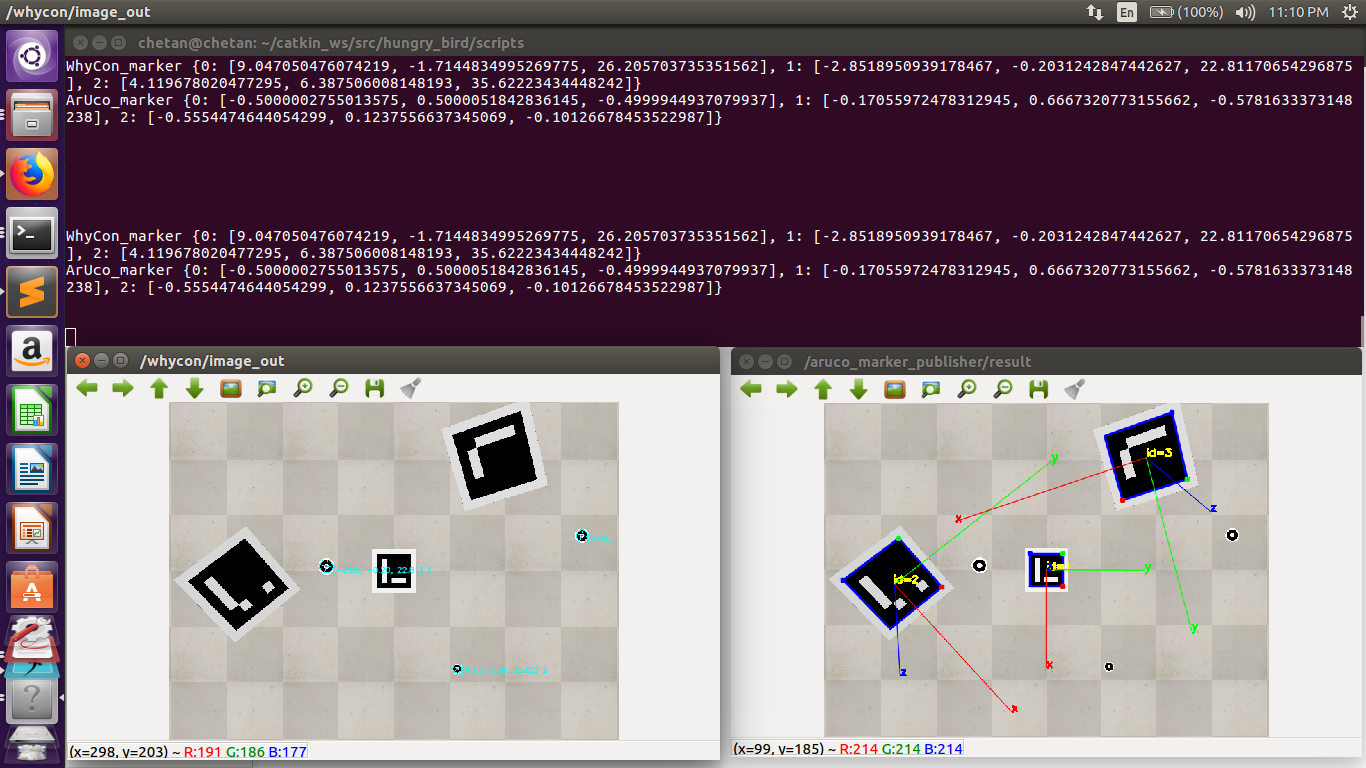 /whycon/image_out
En
(100%)
11:10 PM
chetan@chetan: ~/catkin_ws/src/hungry_bird/scripts
WhyCon_marker {0: [9.047050476074219, -1.7144834995269775, 26.205703735351562], 1: [-2.8518950939178467, -0.2031242847442627, 22.81170654296875
], 2: [4.119678020477295, 6.387506008148193, 35.62223434448242]}
ArUco_marker {0: [-0.5000002755013575, 0.5000051842836145, -0.4999944937079937], 1: [-0.17055972478312945, 0.6667320773155662, -0.5781633373148
238], 2: [-0.5554474644054299, 0.1237556637345069, -0.10126678453522987]}
WhyCon_marker {0: [9.047050476074219, -1.7144834995269775, 26.205703735351562], 1: [-2.8518950939178467, -0.2031242847442627, 22.81170654296875
], 2: [4.119678020477295, 6.387506008148193, 35.62223434448242]}
ArUco_marker {0: [-0.5000002755013575, 0.5000051842836145, -0.4999944937079937], 1: [-0.17055972478312945, 0.6667320773155662, -0.5781633373148
238], 2: [-0.5554474644054299, 0.1237556637345069, -0.10126678453522987]}
/whycon/image_out
/aruco_marker_publisher/result
id=3
y
z
x
id=2
y
x
z
y
x
(x=298, y=203) ~ R:191 G:186 B:177
(x=99, y=185) ~ R:214 G:214 B:214